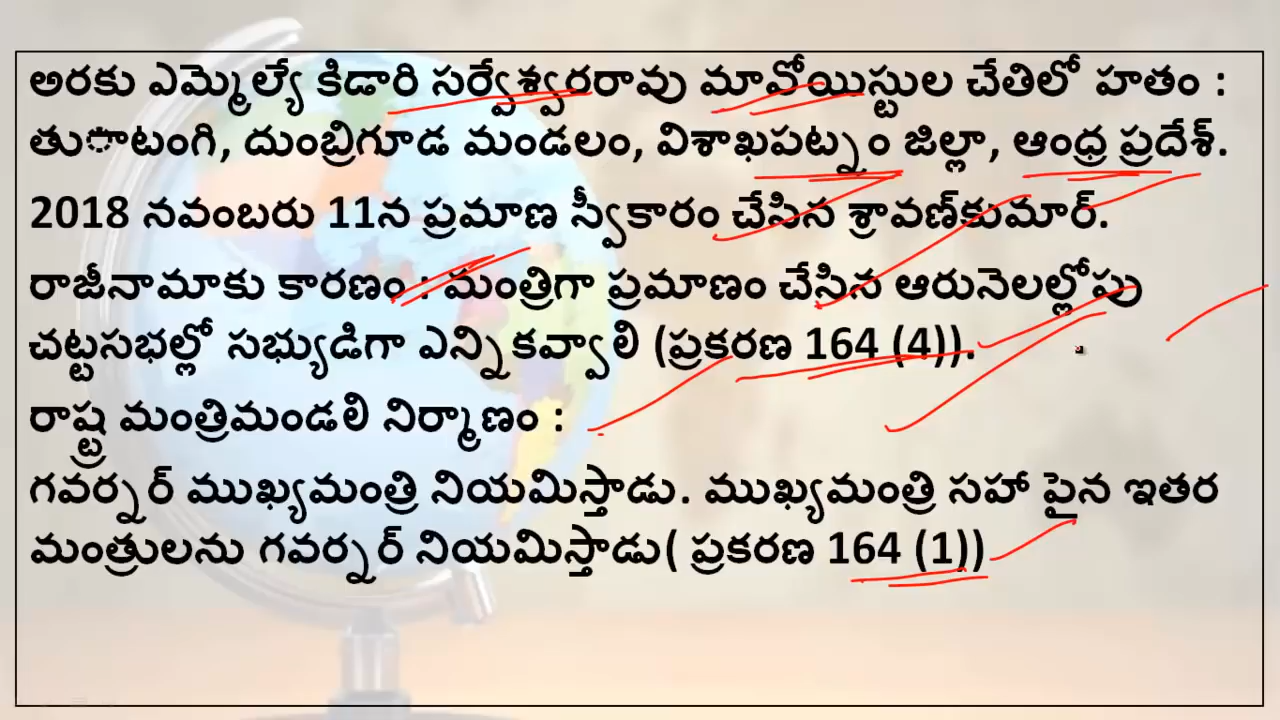 అరకు ఎమ్మెల్యే కిడారి సర్వేశ్వరరావు మావోయిస్టుల చేతిలో హతం :
తుాటంగి, దుంబ్రిగూడ మండలం, విశాఖపట్నం జిల్లా, ఆంధ్ర ప్రదేశ్.
2018 నవంబరు 11న ప్రమాణ స్వీకారం చేసిన శ్రావణ్‌కుమార్.
రాజీనామాకు కారణం : మంత్రిగా ప్రమాణం చేసిన ఆరునెలల్లోపు
చట్టసభల్లో సభ్యుడిగా ఎన్నికవ్వాలి (ప్రకరణ 164 (4)).
రాష్ట్ర మంత్రిమండలి నిర్మాణం :
గవర్నర్ ముఖ్యమంత్రి నియమిస్తాడు. ముఖ్యమంత్రి సహా పైన ఇతర
మంత్రులను గవర్నర్ నియమిస్తాడు( ప్రకరణ 164 (1))